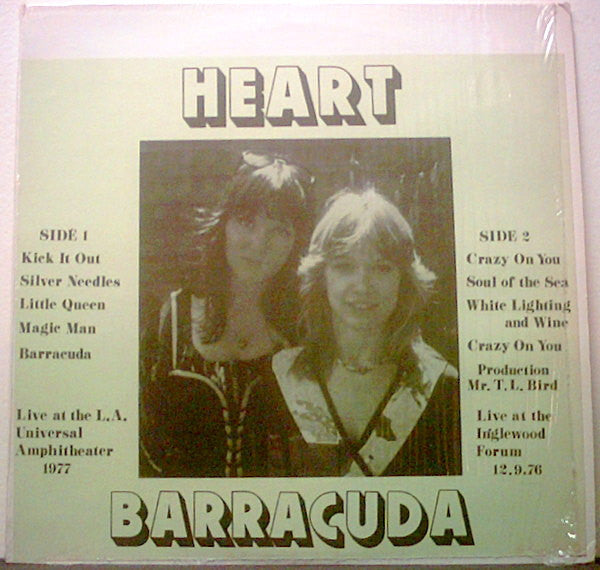 HEART
SIDE 1
Kick It Out
Silver Needles
Little Queen
Magic Man
Barracuda
Live at the L.A.
Universal
Amphitheater
1977
SIDE 2
Crazy On You
Soul of the Sea
White Lighting
and Wine
Crazy On You
Production
Mr. T. L. Bird
Live at the
Inglewood
Forum
12.9.76
BARRACUDA